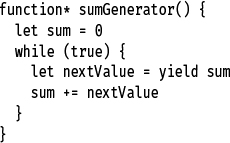 function* sumGenerator() {
  let sum = 0
  while (true) {
    let nextValue = yield sum
    sum += nextValue
  }
}